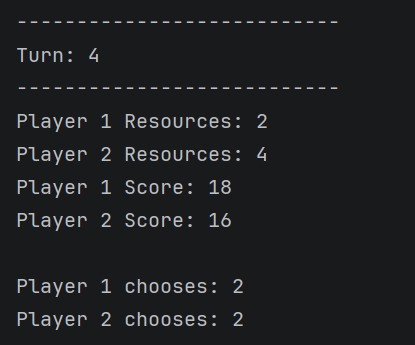 ---------------------------
Turn: 4
---------------------------
Player 1 Resources: 2
Player 2 Resources: 4
Player 1 Score: 18
Player 2 Score: 16
Player 1 chooses: 2
Player 2 chooses: 2